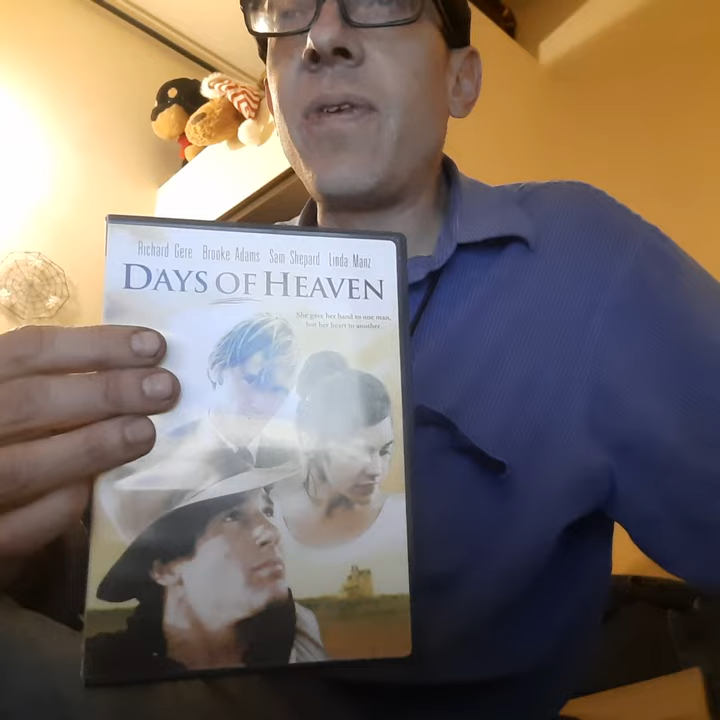 Richard Gere Brooke Adams Sam Shepard Linda Manz
DAYS OF HEAVEN
She gave her hand to one man,
but her heart to another.